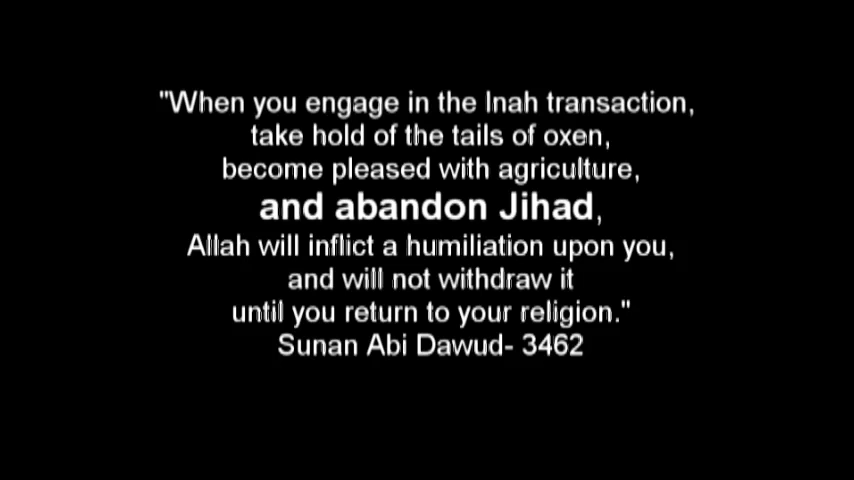 "When you engage in the Inah transaction,
take hold of the tails of oxen,
become pleased with agriculture,
and abandon Jihad,
Allah will inflict a humiliation upon you,
and will not withdraw it
until you return to your religion."
Sunan Abi Dawud- 3462